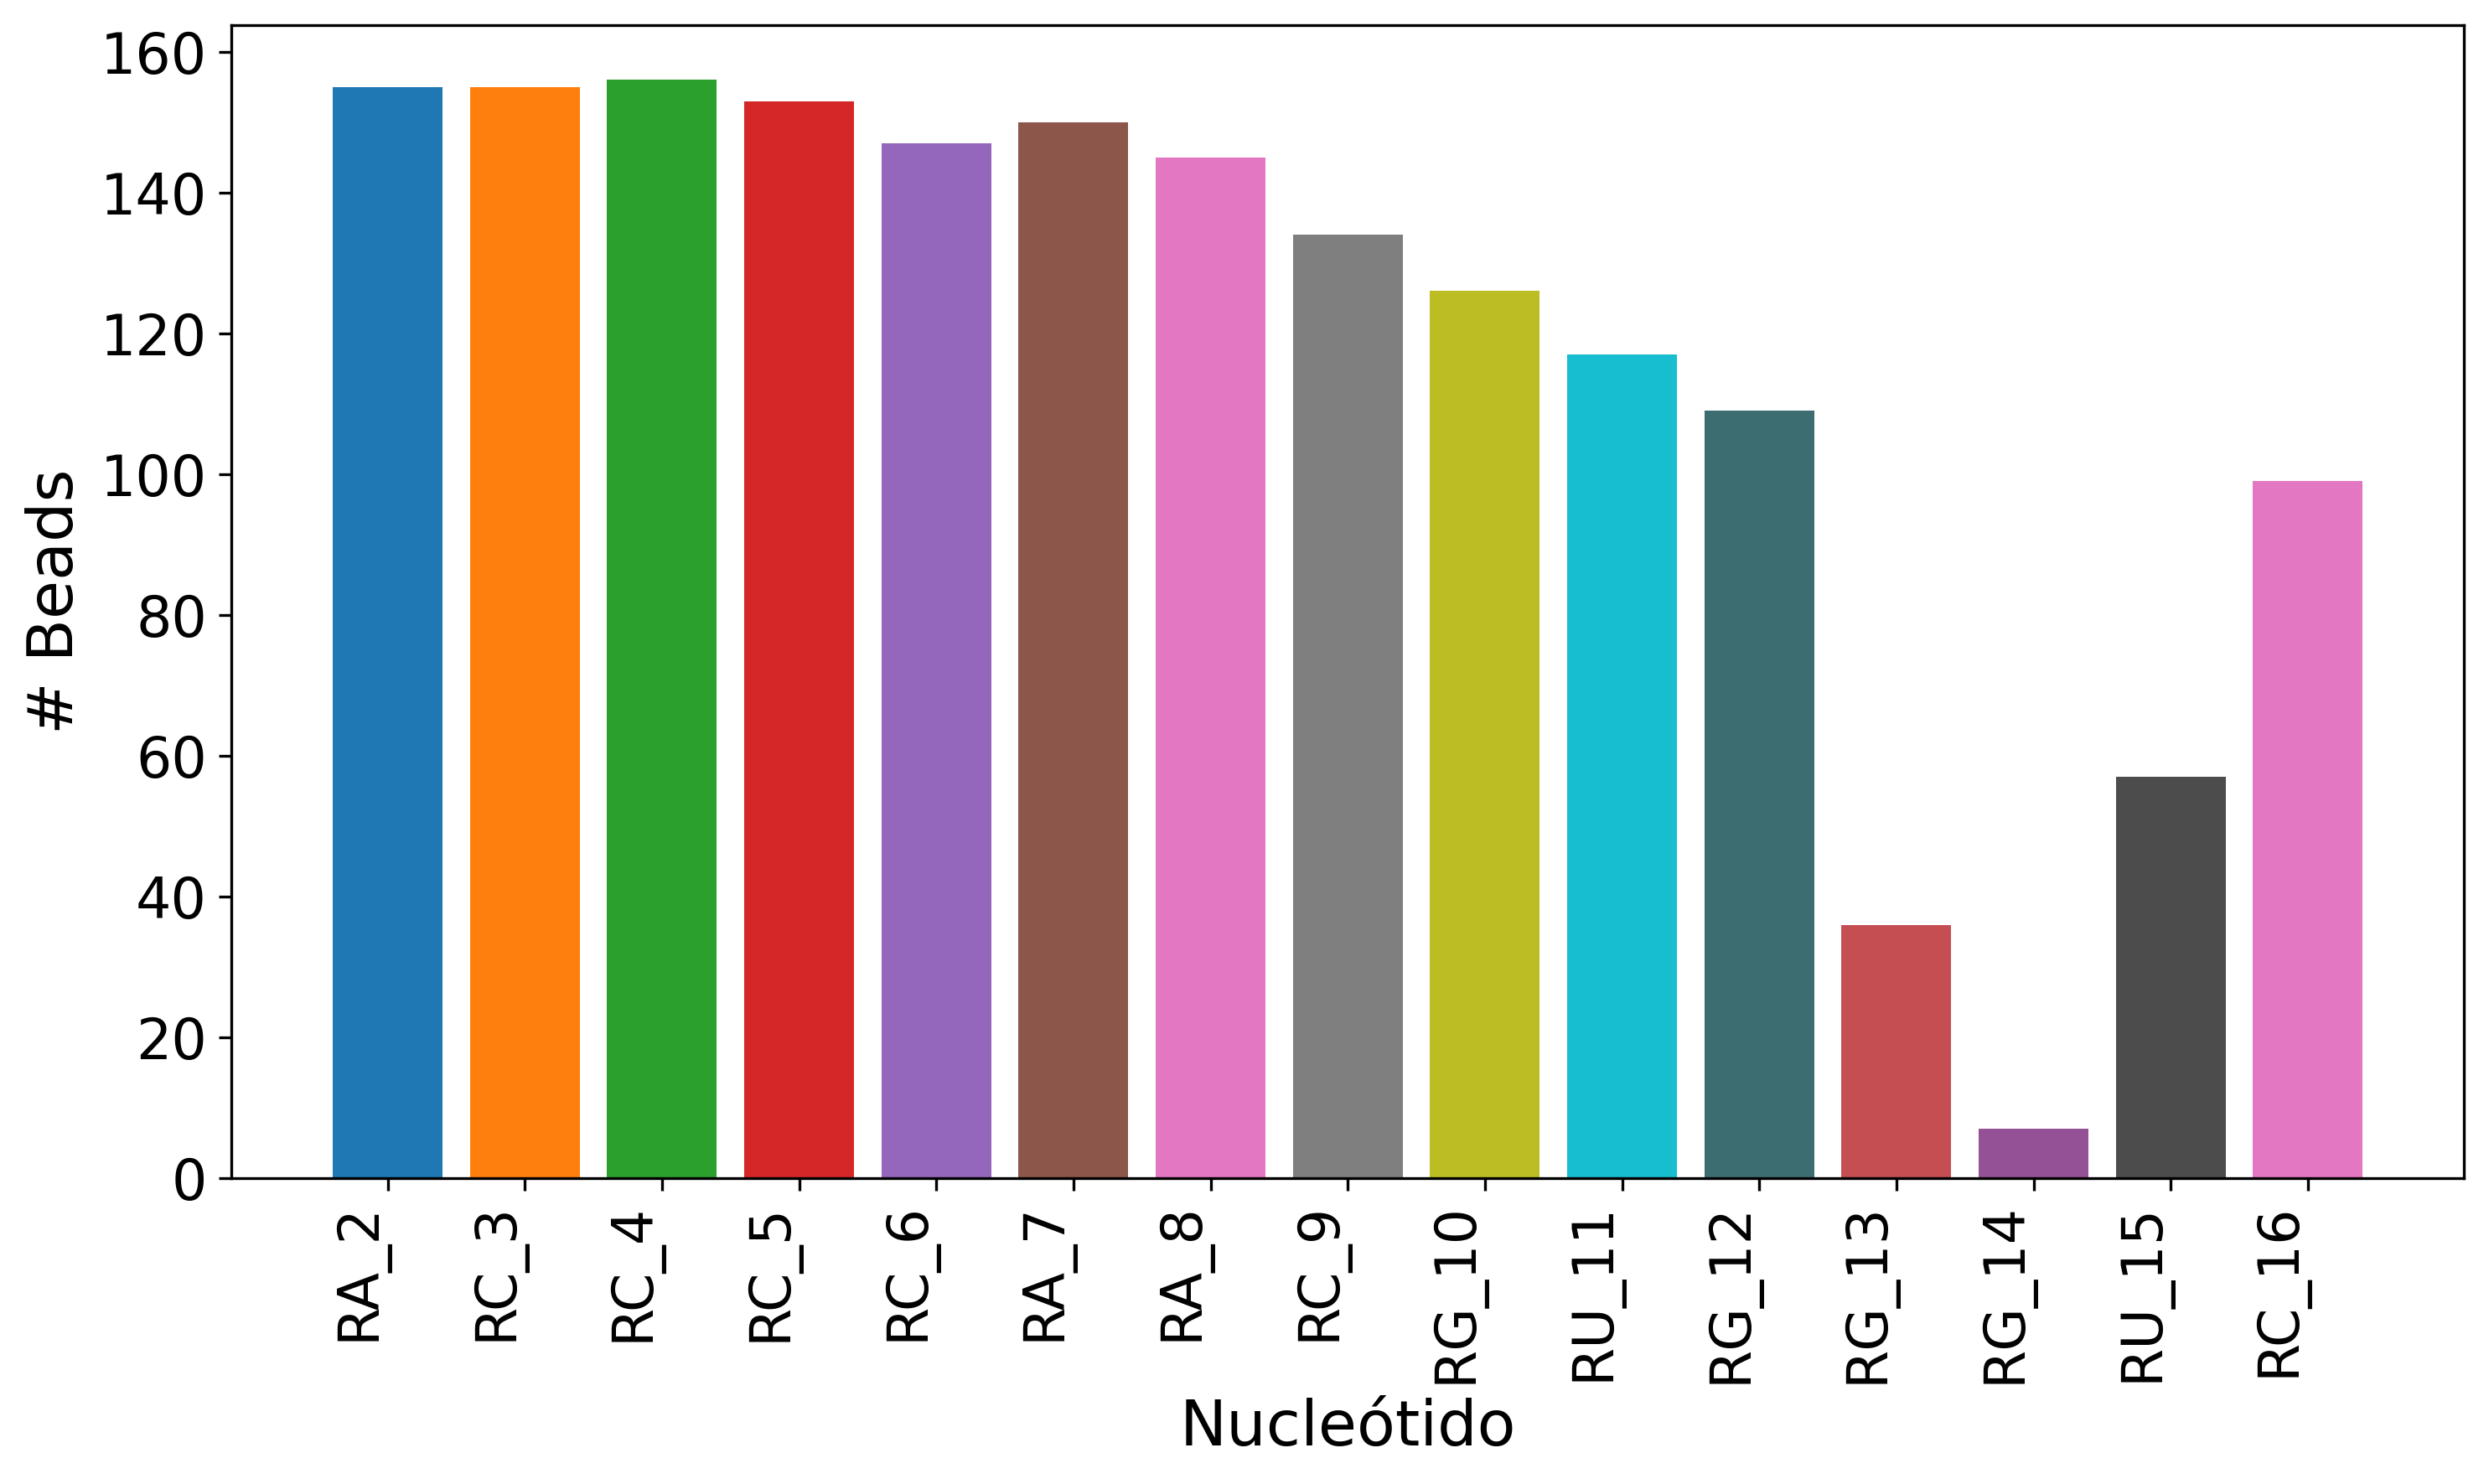 160
140
120
100
80
60
40
20
0
# Beads
RA_2
RC_3
RC_4
RC_5
RC_6
RA_7
RA_8
RC_9
RG_10
RU_11
RG_12
RG_13
RG_14
RU_15
RC_16
Nucleótido